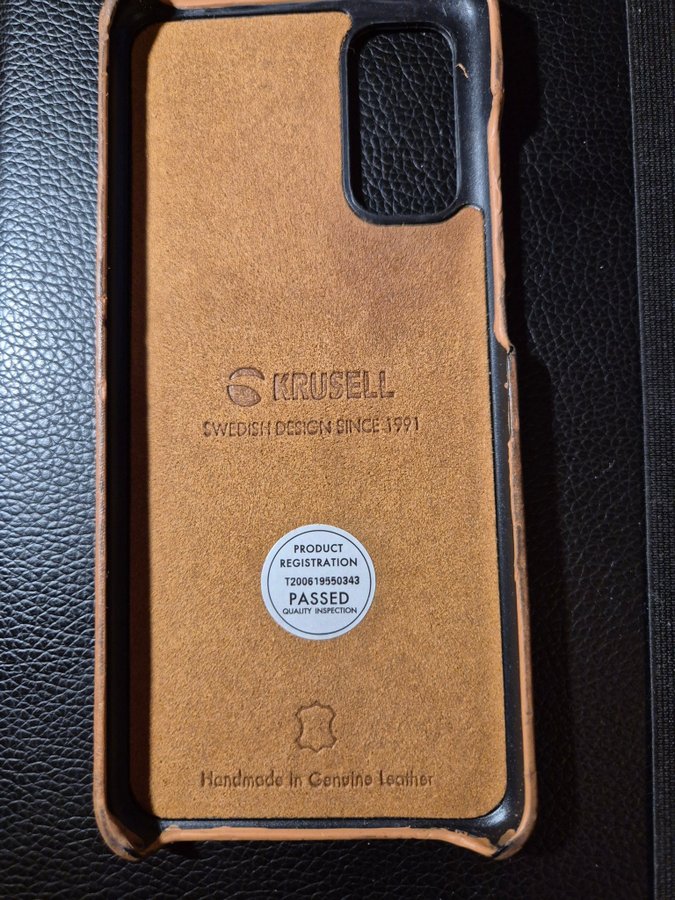 KRUSELL
SWEDISH DESIGN SINCE 1991
PRODUCT
REGISTRATION
T200619550343
PASSED
QUALITY INSPECTION
Handmade in Genuine Leather